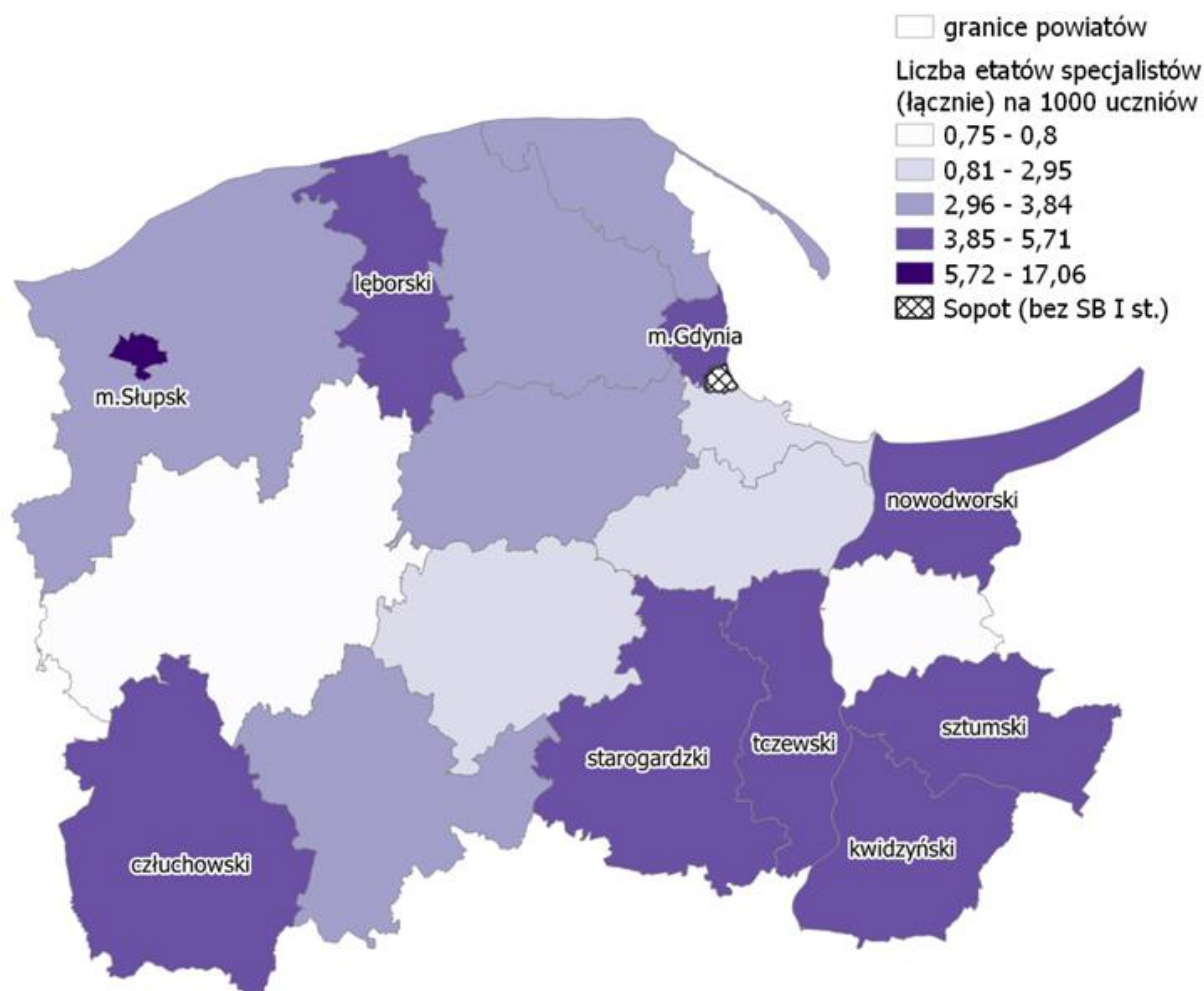 granice powiatów
Liczba etatów specjalistów
(łącznie) na 1000 uczniów
0,75 - 0,8
0,81 - 2,95
2,96 - 3,84
3,85 - 5,71
5,72 - 17,06
Sopot (bez SB I st.)
lęborski
m.Gdynia
m.Słupsk
nowodworski
sztumski
tczewski
starogardzki
kwidzyński
człuchowski